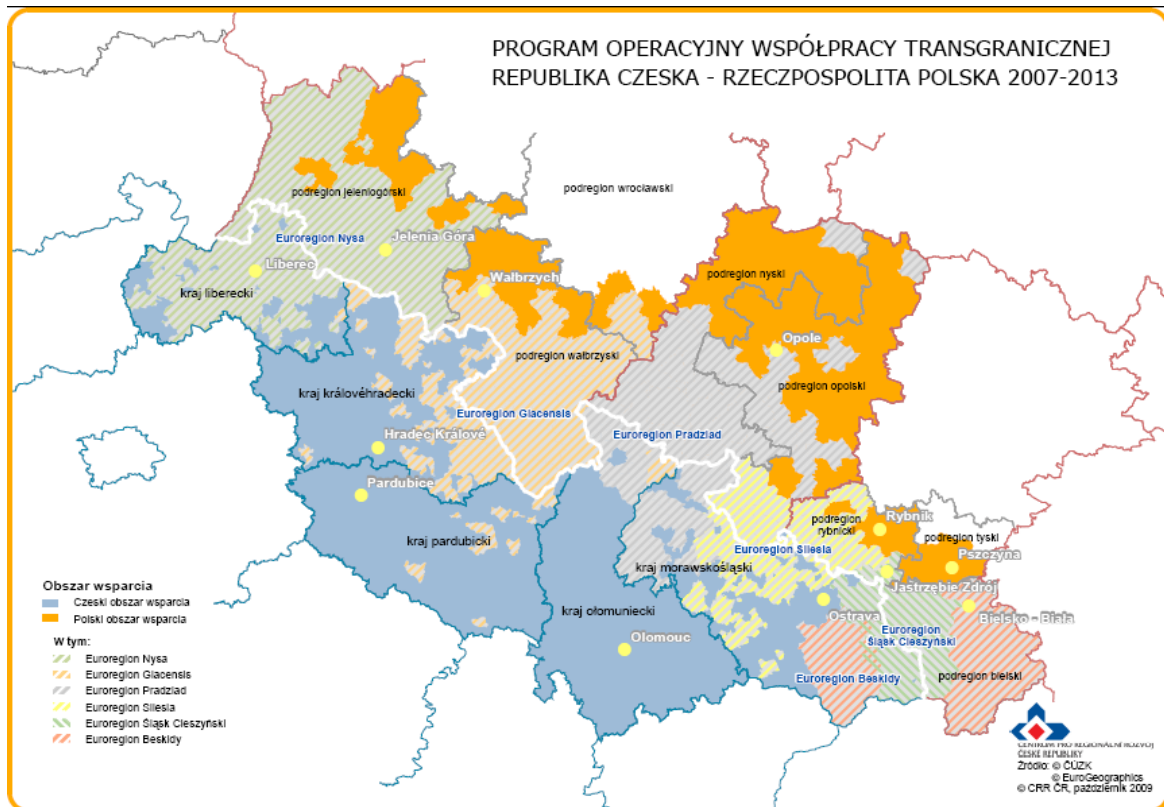 PROGRAM OPERACYJNY WSPÓŁPRACY TRANSGRANICZNEJ
REPUBLIKA CZESKA - RZECZPOSPOLITA POLSKA 2007-2013
podregion jeleniogórski
podregion wrocławski
Euroregion Nysa
Jelenia Góra
Liberec
kraj liberecki
Wałbrzych
podregion nyski
Opole
podregion wałbrzyski
podregion opolski
kraj královéhradecki
Euroregion Glacensis
Euroregion Pradziad
Hradec Králové
Pardubice
kraj pardubicki
podregion
rybnicki
Rybnik
podregion tyski
Pszczyna
Euroregion Silesia
kraj morawskośląski
Jastrzębie Zdrój
kraj ołomuniecki
Ostrava
Bielsko - Biała
Olomouc
Euroregion
Śląsk Cieszyński
Euroregion Beskidy
podregion bielski
Obszar wsparcia
Czeski obszar wsparcia
Polski obszar wsparcia
W tym:
Euroregion Nysa
Euroregion Glacensis
Euroregion Pradziad
Euroregion Silesia
Euroregion Śląsk Cieszyński
Euroregion Beskidy
CENTRUM PRO REGIONÁLNÍ ROZVOJ
ČESKÉ REPUBLIKY
Źródło: © ČÚZK
© EuroGeographics
© CRR ČR, październik 2009